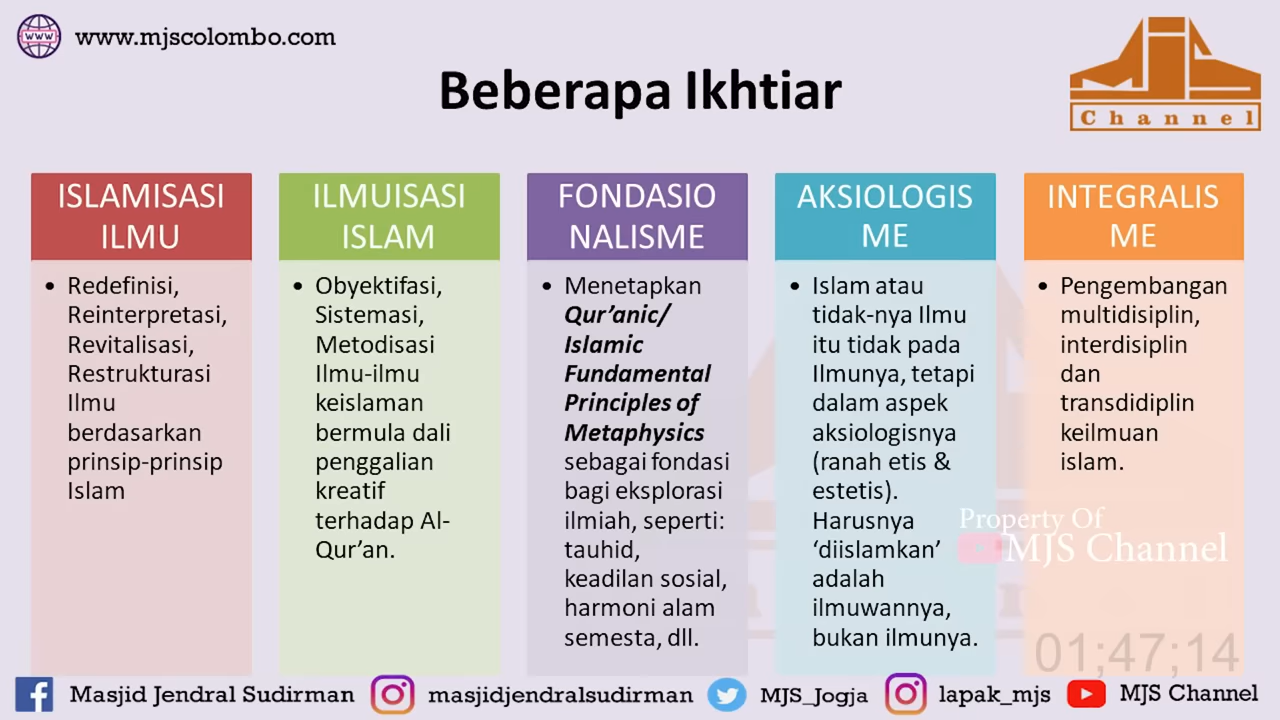 www.mjscolombo.com
MJS
Channel
Beberapa Ikhtiar
ISLAMISASI
ILMU
• Redefinisi,
Reinterpretasi,
Revitalisasi,
Restrukturasi
Ilmu
berdasarkan
prinsip-prinsip
Islam
ILMUISASI
ISLAM
• Obyektifasi,
Sistemasi,
Metodisasi
Ilmu-ilmu
keislaman
bermula dali
penggalian
kreatif
terhadap Al-
Qur’an.
FONDASIO
NALISME
• Menetapkan
Qur’anic/
Islamic
Fundamental
Principles of
Metaphysics
sebagai fondasi
bagi eksplorasi
ilmiah, seperti:
tauhid,
keadilan sosial,
harmoni alam
semesta, dll.
AKSIOLOGIS
ME
• Islam atau
tidak-nya Ilmu
itu tidak pada
Ilmunya, tetapi
dalam aspek
aksiologisnya
(ranah etis &
estetis).
Harusnya
‘diislamkan’
adalah
ilmuwannya,
bukan ilmunya.
INTEGRALIS
ME
• Pengembangan
multidisiplin,
interdisiplin
dan
transdidiplin
keilmuan
islam.
Property Of
MJS Channel
01;47;14
Masjid Jendral Sudirman masjidjendralsudirman MJS_Jogja lapak_mjs MJS Channel